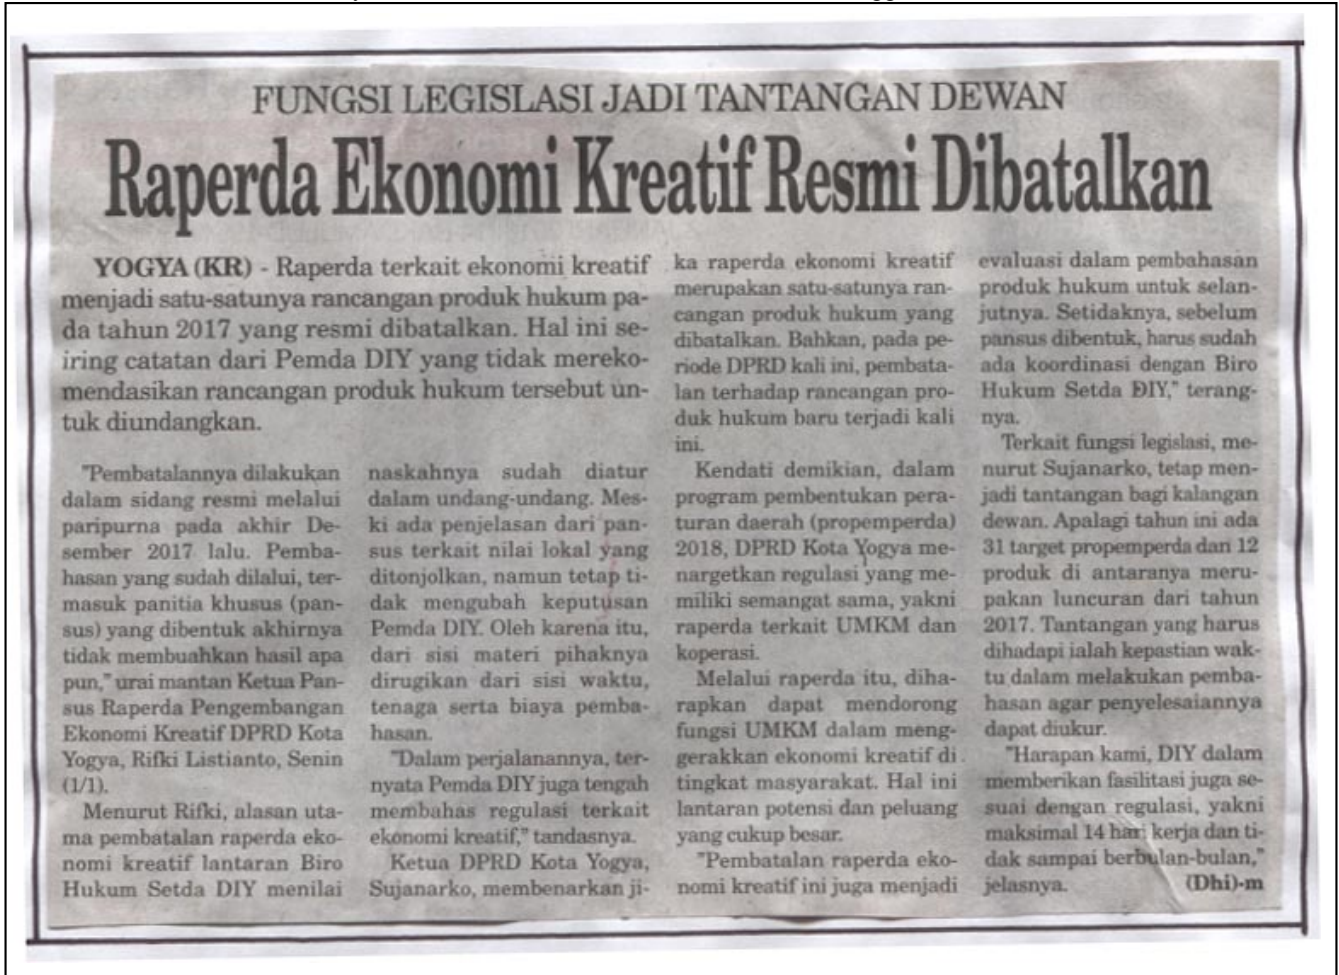 FUNGSI LEGISLASI JADI TANTANGAN DEWAN
Raperda Ekonomi Kreatif Resmi Dibatalkan
YOGYA (KR) - Raperda terkait ekonomi kreatif
menjadi satu-satunya rancangan produk hukum pa-
da tahun 2017 yang resmi dibatalkan. Hal ini se-
iring catatan dari Pemda DIY yang tidak mereko-
mendasikan rancangan produk hukum tersebut un-
tuk diundangkan.
"Pembatalannya dilakukan
dalam sidang resmi melalui
paripurna pada akhir De-
sember 2017 lalu. Pemba-
hasan yang sudah dilalui, ter-
masuk panitia khusus (pan-
sus) yang dibentuk akhirnya
tidak membuahkan hasil apa
pun," urai mantan Ketua Pan-
sus Raperda Pengembangan
Ekonomi Kreatif DPRD Kota
Yogya, Rifki Listianto, Senin
(1/1).
Menurut Rifki, alasan uta-
ma pembatalan raperda eko-
nomi kreatif lantaran Biro
Hukum Setda DIY menilai
naskahnya sudah diatur
dalam undang-undang. Mes-
ki ada penjelasan dari pan-
sus terkait nilai lokal yang
ditonjolkan, namun tetap ti-
dak mengubah keputusan
Pemda DIY. Oleh karena itu,
dari sisi materi pihaknya
dirugikan dari sisi waktu,
tenaga serta biaya pemba-
hasan.
"Dalam perjalanannya, ter-
nyata Pemda DIY juga tengah
membahas regulasi terkait
ekonomi kreatif," tandasnya.
Ketua DPRD Kota Yogya,
Sujanarko, membenarkan ji-
ka raperda ekonomi kreatif
merupakan satu-satunya ran-
cangan produk hukum yang
dibatalkan. Bahkan, pada pe-
riode DPRD kali ini, pembata-
lan terhadap rancangan pro-
duk hukum baru terjadi kali
ini.
Kendati demikian, dalam
program pembentukan pera-
turan daerah (propemperda)
2018, DPRD Kota Yogya me-
nargetkan regulasi yang me-
miliki semangat sama, yakni
raperda terkait UMKM dan
koperasi.
Melalui raperda itu, diha-
rapkan dapat mendorong
fungsi UMKM dalam meng-
gerakkan ekonomi kreatif di
tingkat masyarakat. Hal ini
lantaran potensi dan peluang
yang cukup besar.
"Pembatalan raperda eko-
nomi kreatif ini juga menjadi
evaluasi dalam pembahasan
produk hukum untuk selan-
jutnya. Setidaknya, sebelum
pansus dibentuk, harus sudah
ada koordinasi dengan Biro
Hukum Setda DIY," terang-
nya.
Terkait fungsi legislasi, me-
nurut Sujanarko, tetap men-
jadi tantangan bagi kalangan
dewan. Apalagi tahun ini ada
31 target propemperda dan 12
produk di antaranya meru-
pakan luncuran dari tahun
2017. Tantangan yang harus
dihadapi ialah kepastian wak-
tu dalam melakukan pemba-
hasan agar penyelesaiannya
dapat diukur.
"Harapan kami, DIY dalam
memberikan fasilitasi juga se-
suai dengan regulasi, yakni
maksimal 14 hari kerja dan ti-
dak sampai berbulan-bulan,"
jelasnya. (Dhi)-m